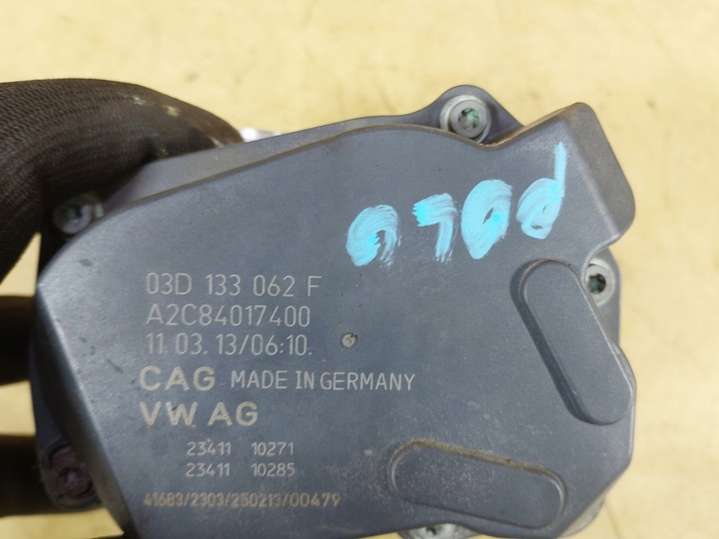 POLO
03D 133 062 F
A2C84017400
11.03.13/06:10.
CAG MADE IN GERMANY
VW AG
23411 10271
23411 10285
41683/2303/250213/00479